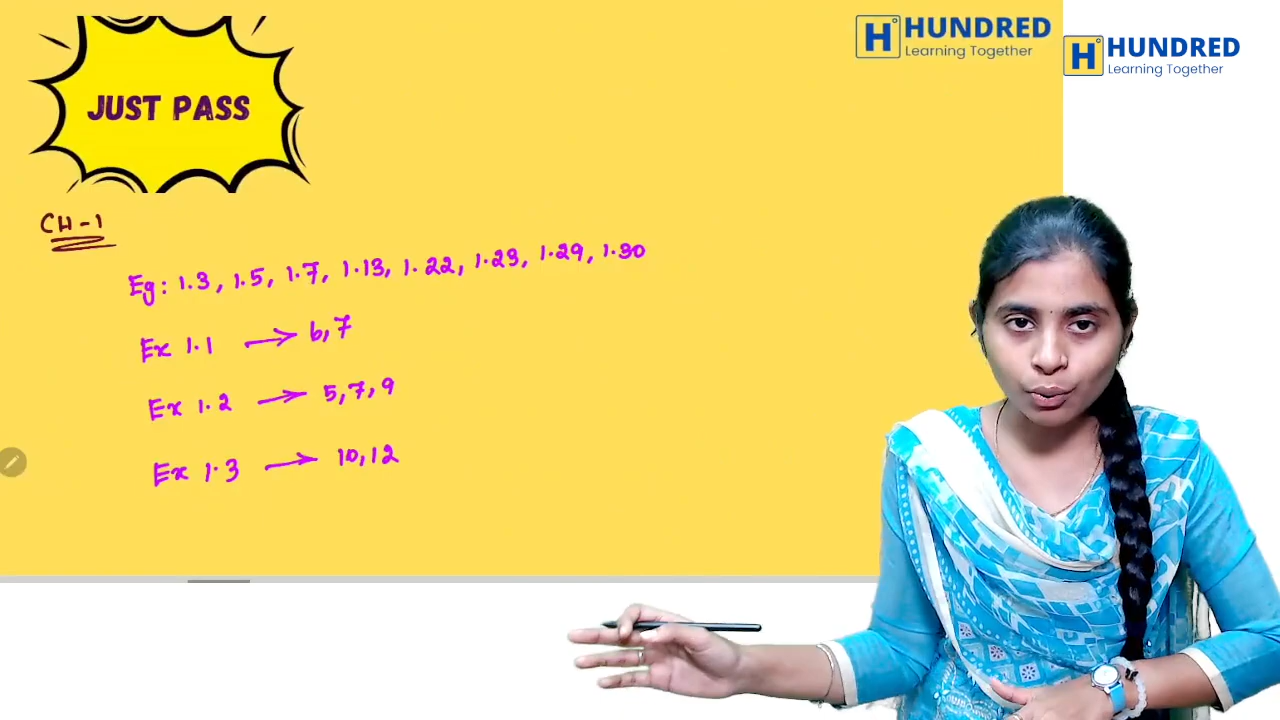 JUST PASS
H° HUNDRED
Learning Together
H° HUNDRED
Learning Together
CH-1
Eg: 1.3, 1.5, 1.7, 1.13, 1.22, 1.23, 1.29, 1.30
Ex 1.1 → 6,7
Ex 1.2 → 5,7,9
Ex 1.3 → 10,12